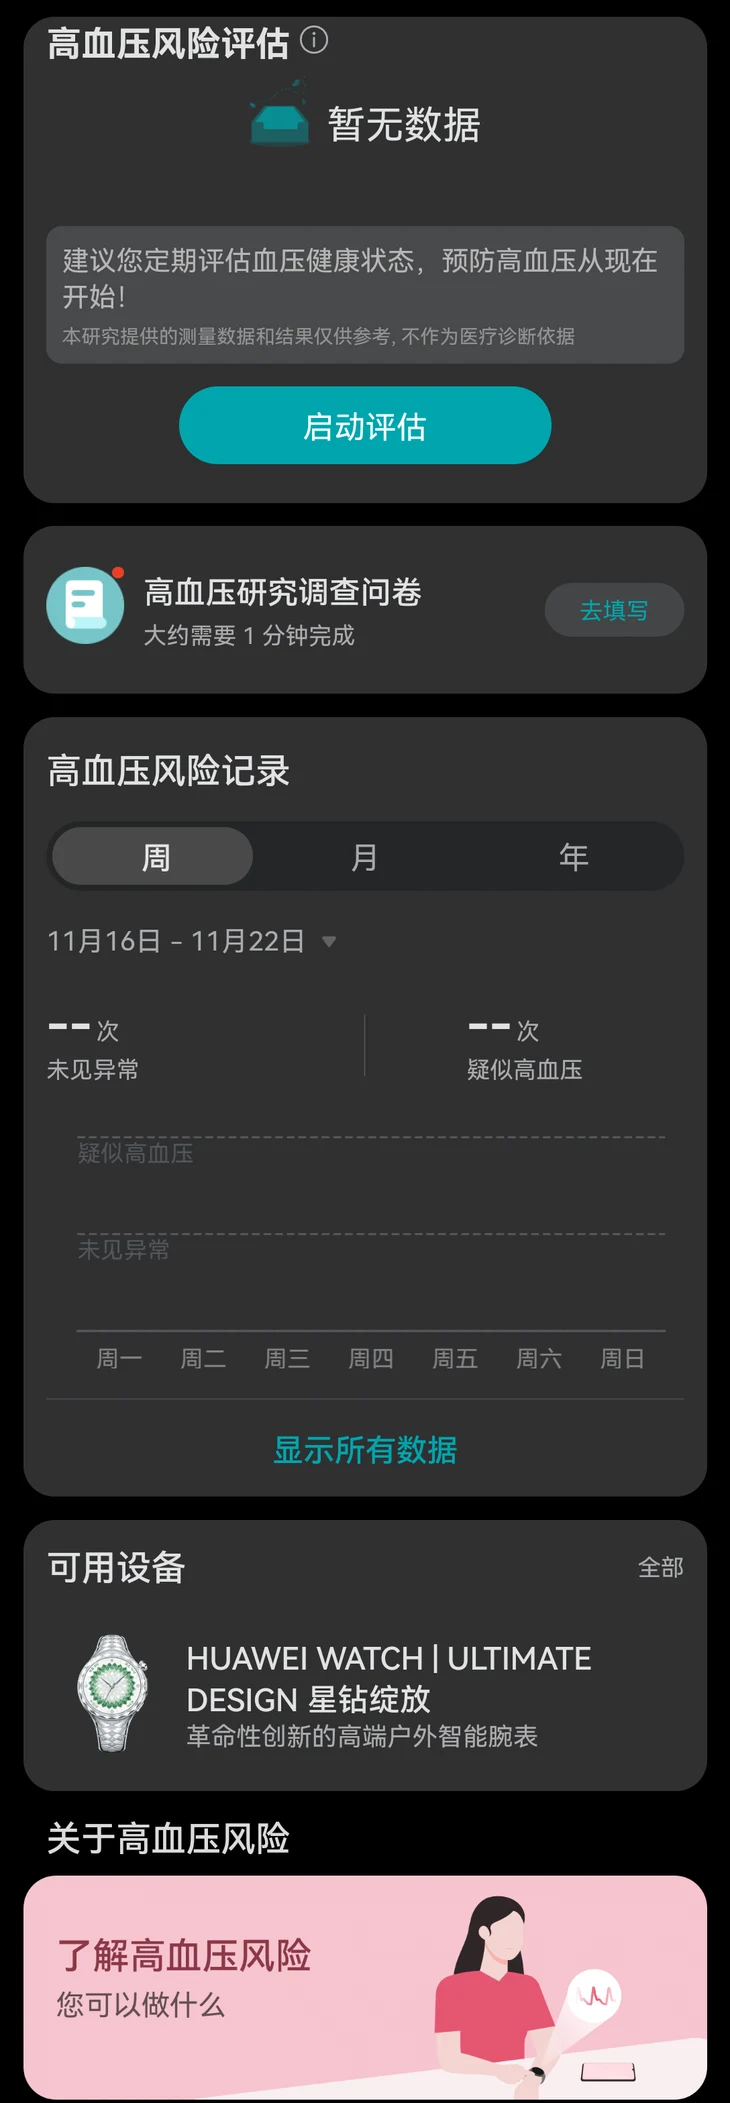 高血压风险评估
暂无数据
建议您定期评估血压健康状态，预防高血压从现在
开始！
本研究提供的测量数据和结果仅供参考, 不作为医疗诊断依据
启动评估
高血压研究调查问卷
大约需要 1 分钟完成
去填写
高血压风险记录
周 月 年
11月16日 – 11月22日
-- 次 -- 次
未见异常 疑似高血压
疑似高血压
未见异常
周一 周二 周三 周四 周五 周六 周日
显示所有数据
可用设备 全部
HUAWEI WATCH | ULTIMATE
DESIGN 星钻绽放
革命性创新的高端户外智能腕表
关于高血压风险
了解高血压风险
您可以做什么